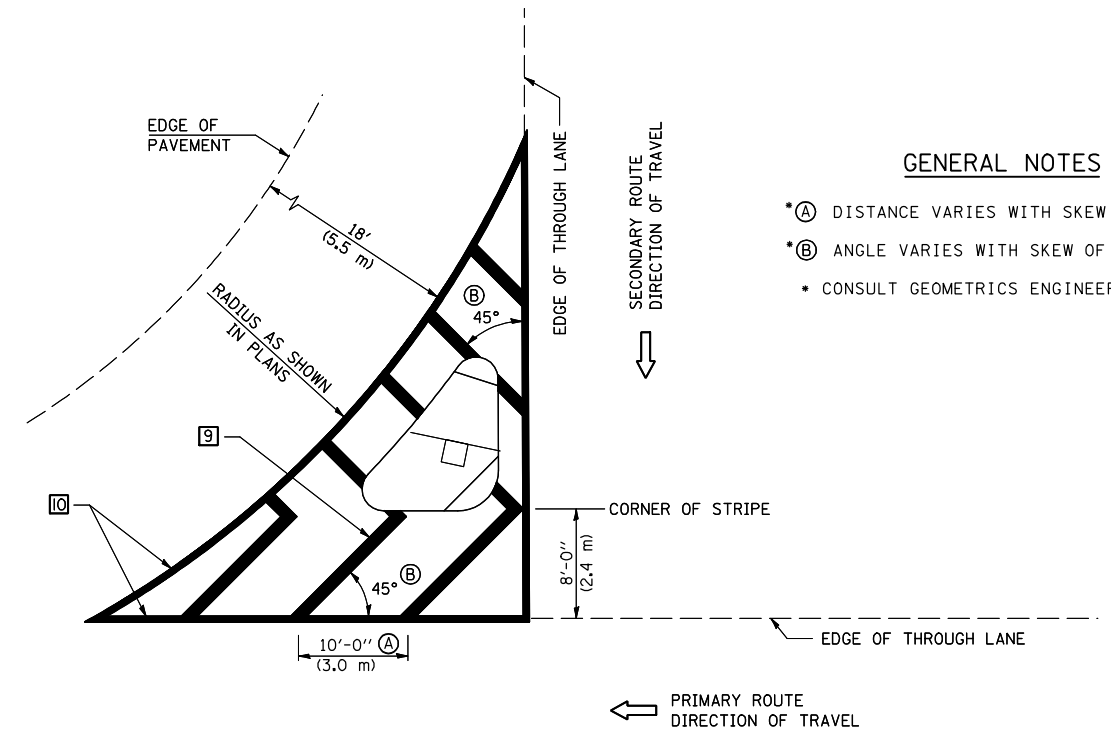 EDGE OF
PAVEMENT
18'
(5.5 m)
RADIUS AS SHOWN
IN PLANS
B
45°
EDGE OF THROUGH LANE
SECONDARY ROUTE
DIRECTION OF TRAVEL
GENERAL NOTES
*A DISTANCE VARIES WITH SKEW
*B ANGLE VARIES WITH SKEW OF
* CONSULT GEOMETRICS ENGINEER
9
10
CORNER OF STRIPE
8'-0"
(2.4 m)
45° B
10'-0" A
(3.0 m)
EDGE OF THROUGH LANE
PRIMARY ROUTE
DIRECTION OF TRAVEL